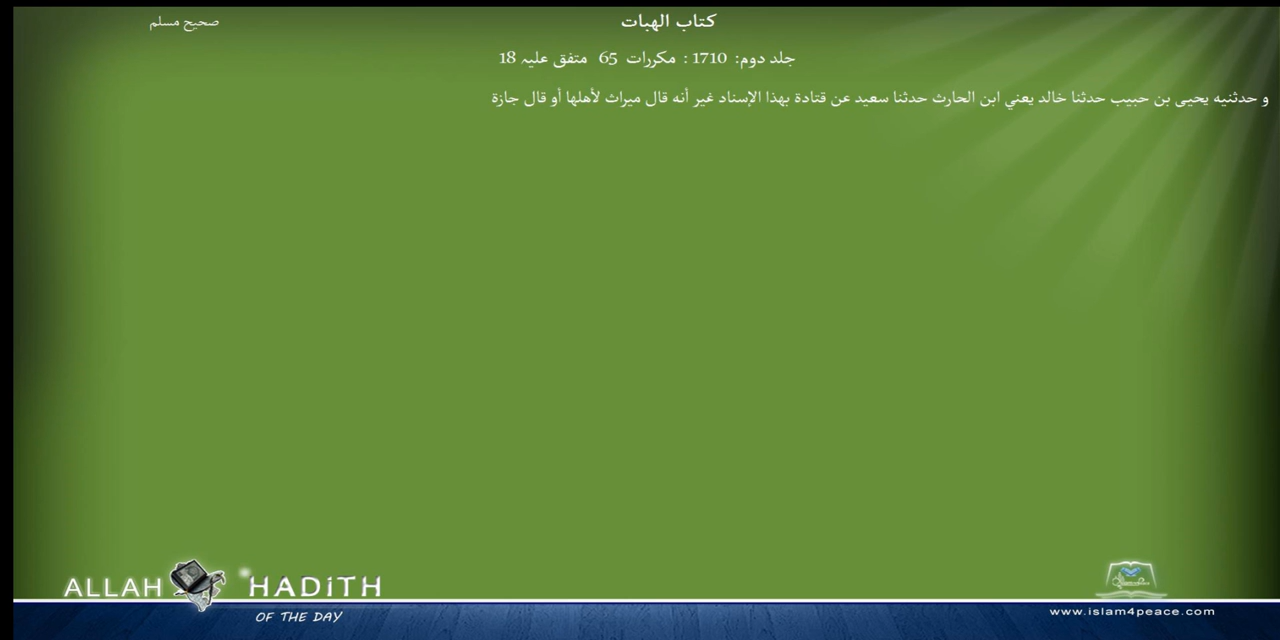 صحيح مسلم
كتاب الهبات
جلد دوم: 1710 : مكررات 65 متفق عليہ 18
و حدثنيه يحيى بن حبيب حدثنا خالد يعني ابن الحارث حدثنا سعيد عن قتادة بهذا الإسناد غير أنه قال ميراث لأهلها أو قال جازة
ALLAH HADITH
OF THE DAY
www.islam4peace.com